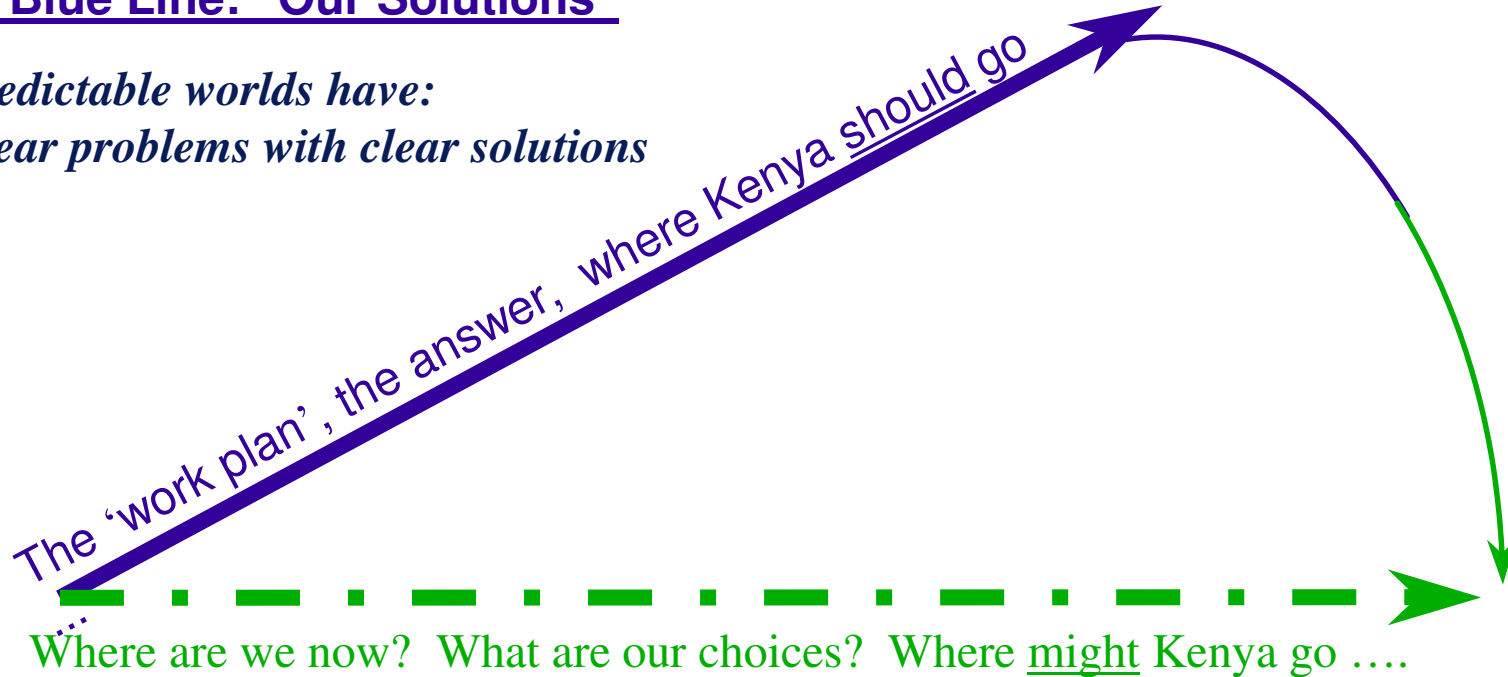 Blue Line: "Our Solutions"
edictable worlds have:
ear problems with clear solutions
The ‘work plan’, the answer, where Kenya should go
...
Where are we now? What are our choices? Where might Kenya go ….